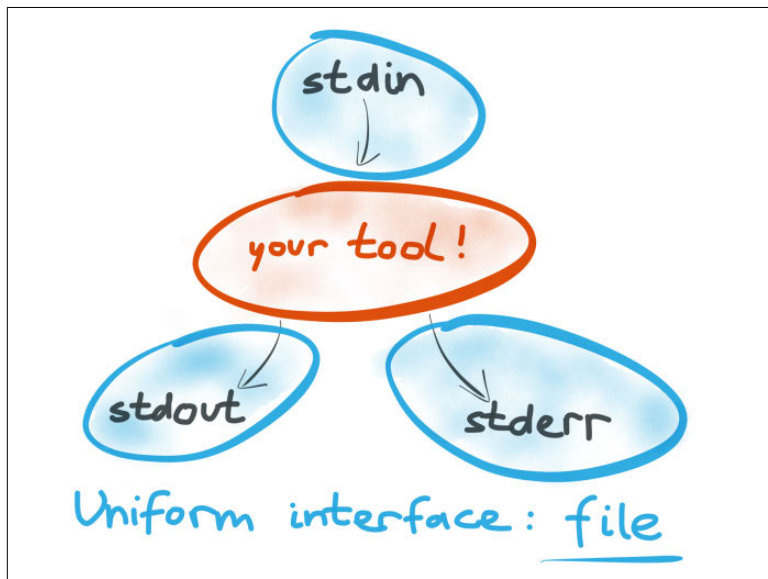 stdin
your tool!
stdout
stderr
Uniform interface: file